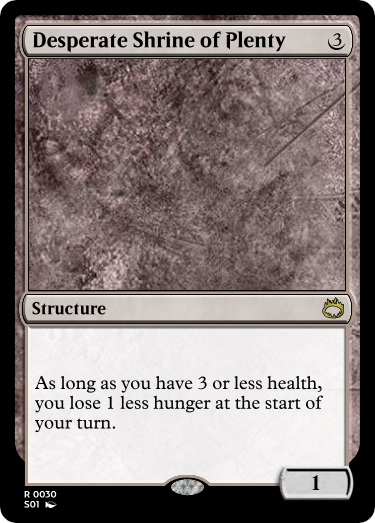 Desperate Shrine of Plenty 3
Structure
As long as you have 3 or less health,
you lose 1 less hunger at the start of
your turn.
1
R 0030
S01